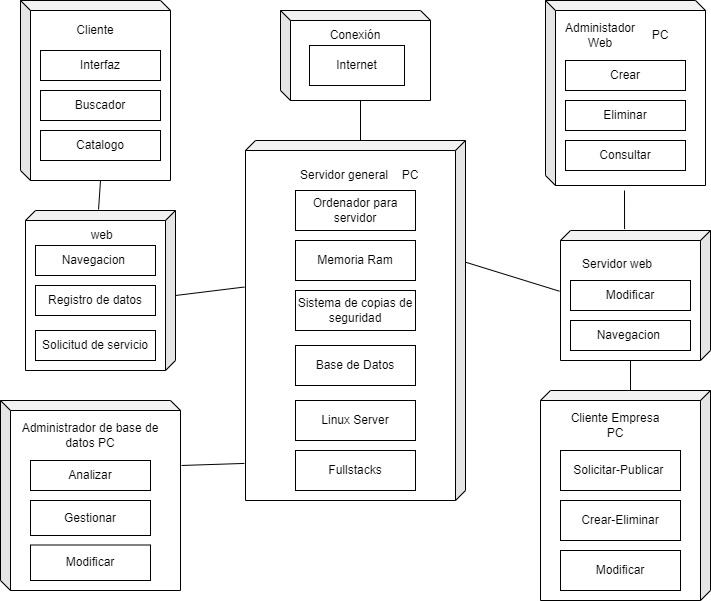 Cliente
Interfaz
Buscador
Catalogo
Conexión
Internet
Administador
Web
PC
Crear
Eliminar
Consultar
web
Navegacion
Registro de datos
Solicitud de servicio
Servidor general PC
Ordenador para
servidor
Memoria Ram
Sistema de copias de
seguridad
Base de Datos
Linux Server
Fullstacks
Servidor web
Modificar
Navegacion
Administrador de base de
datos PC
Analizar
Gestionar
Modificar
Cliente Empresa
PC
Solicitar-Publicar
Crear-Eliminar
Modificar